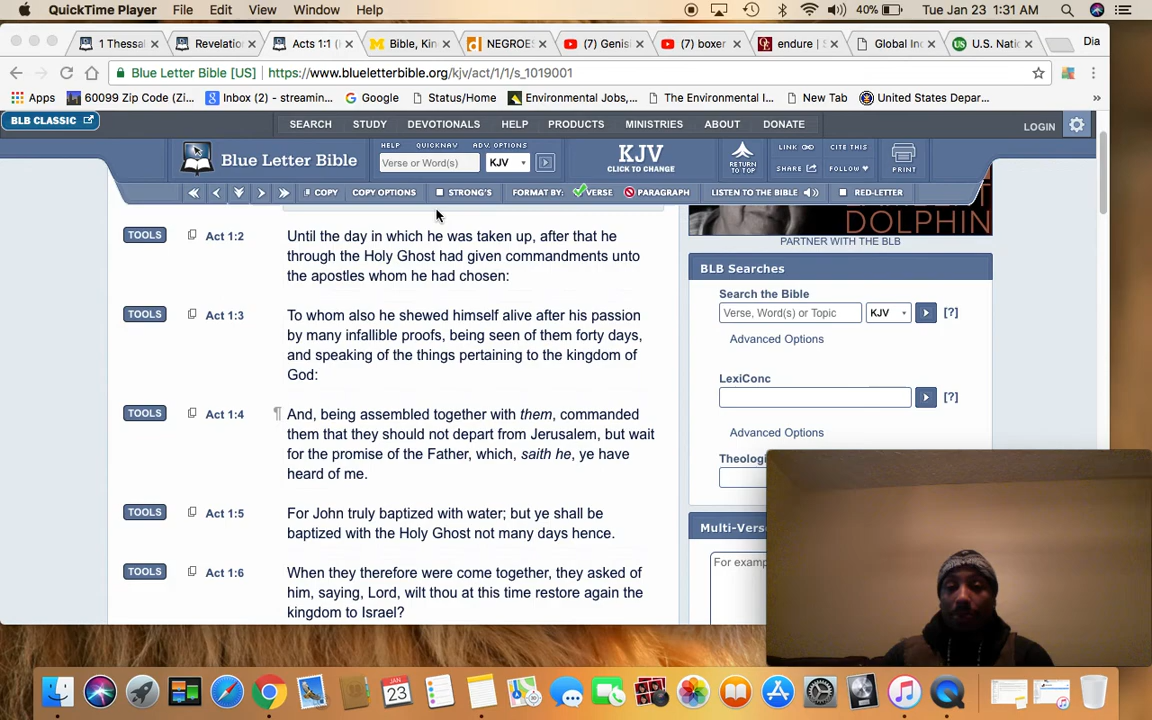 QuickTime Player File Edit View Window Help 40% Tue Jan 23 1:31 AM
1 Thessal Revelation Acts 1:1 ( Bible, Kin NEGROES (7) Genis (7) boxer endure | S Global Inc U.S. Nati Dia
Blue Letter Bible [US] https://www.blueletterbible.org/kjv/act/1/1/s_1019001
Apps 60099 Zip Code (Zi... Inbox (2) - streamin... Google Status/Home Environmental Jobs,... The Environmental I... New Tab United States Depar... »
BLB CLASSIC SEARCH STUDY DEVOTIONALS HELP PRODUCTS MINISTRIES ABOUT DONATE LOGIN
HELP QUICKNAV ADV. OPTIONS
Blue Letter Bible Verse or Word(s) KJV KJV CLICK TO CHANGE RETURN TO TOP LINK CITE THIS SHARE FOLLOW PRINT
COPY COPY OPTIONS STRONG'S FORMAT BY: VERSE PARAGRAPH LISTEN TO THE BIBLE RED-LETTER
TOOLS Act 1:2 Until the day in which he was taken up, after that he
through the Holy Ghost had given commandments unto
the apostles whom he had chosen:
TOOLS Act 1:3 To whom also he shewed himself alive after his passion
by many infallible proofs, being seen of them forty days,
and speaking of the things pertaining to the kingdom of
God:
TOOLS Act 1:4 ¶ And, being assembled together with them, commanded
them that they should not depart from Jerusalem, but wait
for the promise of the Father, which, saith he, ye have
heard of me.
TOOLS Act 1:5 For John truly baptized with water; but ye shall be
baptized with the Holy Ghost not many days hence.
TOOLS Act 1:6 When they therefore were come together, they asked of
him, saying, Lord, wilt thou at this time restore again the
kingdom to Israel?
DOLPHIN
PARTNER WITH THE BLB
BLB Searches
Search the Bible
Verse, Word(s) or Topic KJV [?]
Advanced Options
LexiConc
[?]
Advanced Options
Theologi
Multi-Vers
For examp
JAN
23